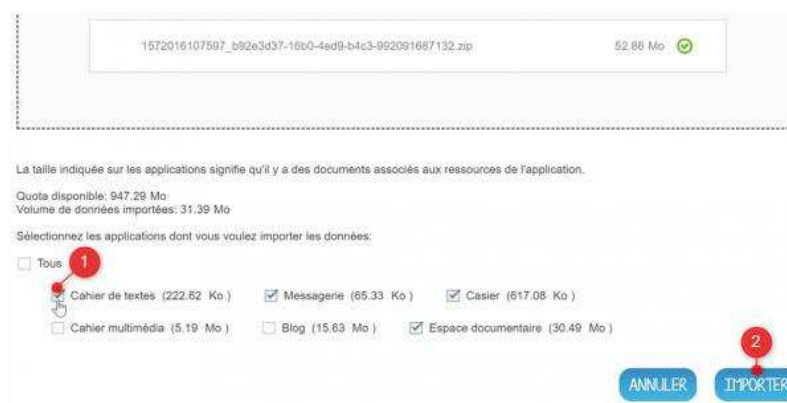 1572016107597_b92e3d37-16b0-4ed9-b4c3-992091687132.zip 52.86 Mo
La taille indiquée sur les applications signifie qu'il y a des documents associés aux ressources de l'application.
Quota disponible: 947.29 Mo
Volume de données importées: 31.39 Mo
Sélectionnez les applications dont vous voulez importer les données:
Tous 1
Cahier de textes (222.62 Ko ) Messagerie (65.33 Ko ) Casier (617.08 Ko )
Cahier multimédia (5.19 Mo ) Blog (15.63 Mo ) Espace documentaire (30.49 Mo )
2
ANNULER IMPORTER